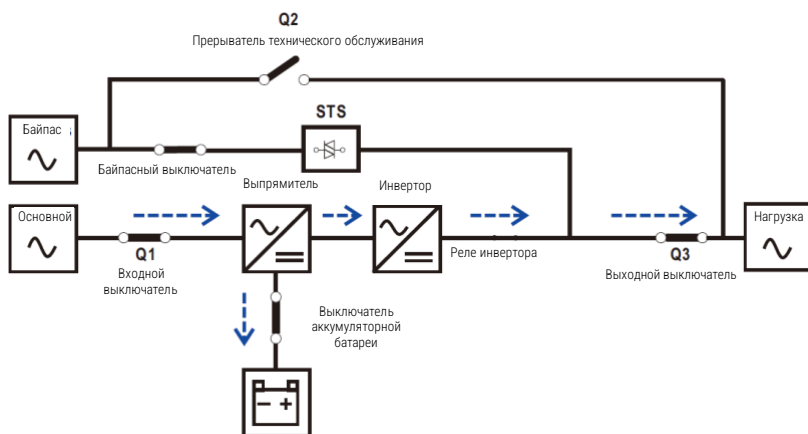 Q2
Прерыватель технического обслуживания
STS
Байпас
Байпасный выключатель
Выпрямитель
Инвертор
Основной
Нагрузка
Q1
Реле инвертора
Q3
Входной
выключатель
Выходной выключатель
Выключатель
аккумуляторной
батареи
− +